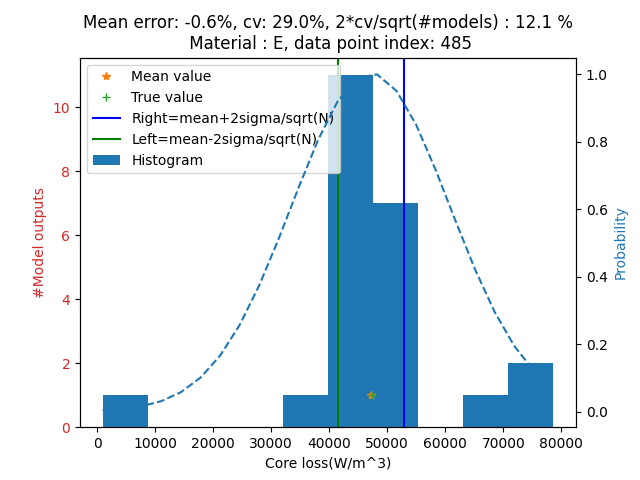 Mean error: -0.6%, cv: 29.0%, 2*cv/sqrt(#models) : 12.1 %
Material : E, data point index: 485
Mean value
True value
Right=mean+2sigma/sqrt(N)
Left=mean-2sigma/sqrt(N)
Histogram
#Model outputs
10
8
6
4
2
0
1.0
0.8
0.6
0.4
0.2
0.0
Probability
0 10000 20000 30000 40000 50000 60000 70000 80000
Core loss(W/m^3)